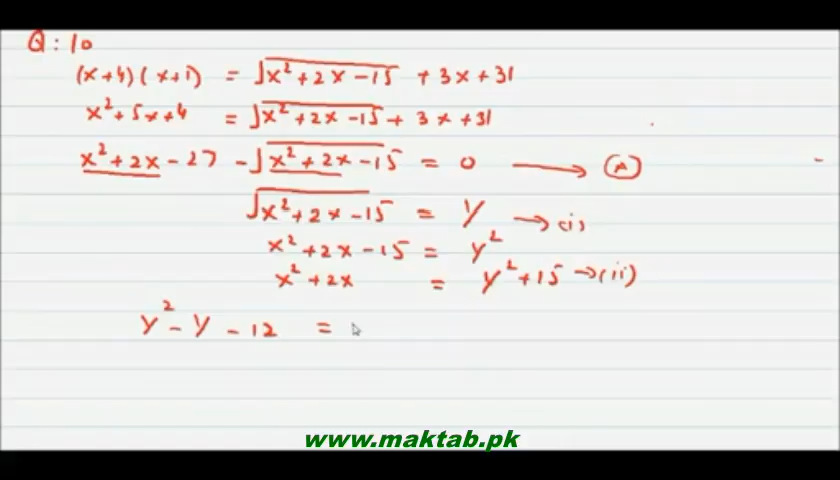 Q: 10
(x+4)(x+1) = √(x²+2x-15) + 3x+31
x²+5x+4 = √(x²+2x-15) + 3x+31
x²+2x-27 - √(x²+2x-15) = 0 → (A)
√(x²+2x-15) = y → (i)
x²+2x-15 = y²
x²+2x = y²+15 → (ii)
y²-y-12 =
www.maktab.pk